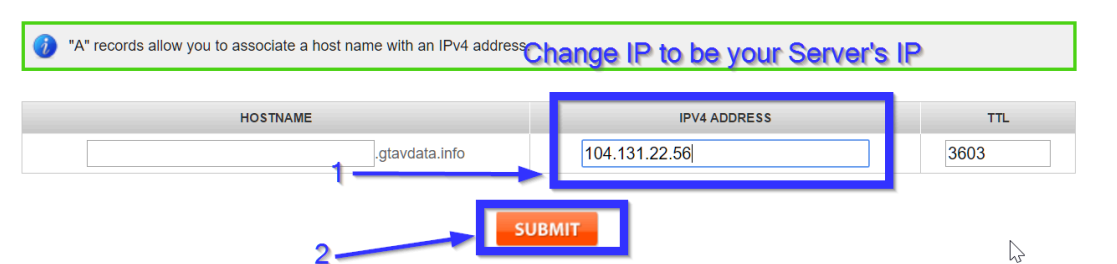 "A" records allow you to associate a host name with an IPv4 address.
Change IP to be your Server's IP
HOSTNAME IPV4 ADDRESS TTL
.gtavdata.info 104.131.22.56 3603
1
SUBMIT
2